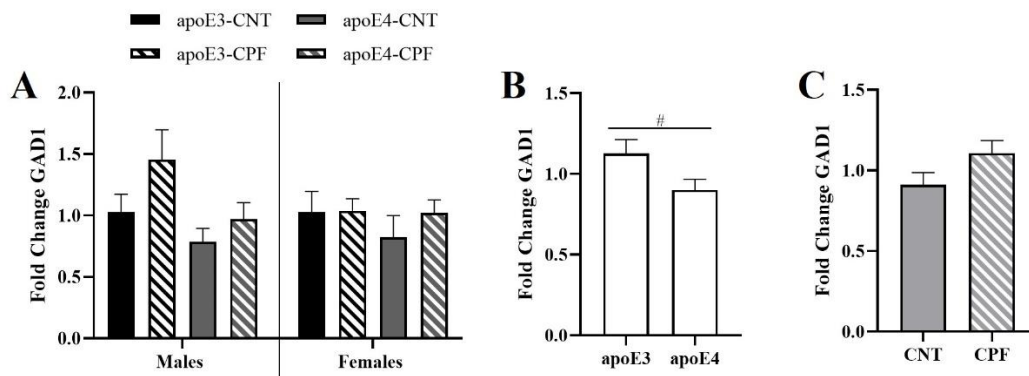 apoE3-CNT apoE4-CNT
apoE3-CPF apoE4-CPF
A
Fold Change GAD1
2.0
1.5
1.0
0.5
0.0
Males Females
B
Fold Change GAD1
1.5
1.0
0.5
0.0
#
apoE3 apoE4
C
Fold Change GAD1
1.5
1.0
0.5
0.0
CNT CPF